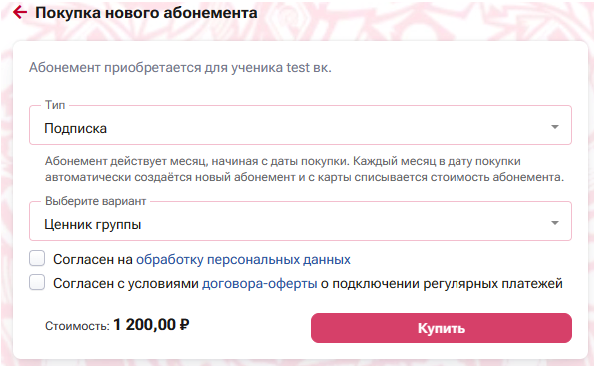 Покупка нового абонемента
Абонемент приобретается для ученика test вк.
Тип
Подписка
Абонемент действует месяц, начиная с даты покупки. Каждый месяц в дату покупки
автоматически создаётся новый абонемент и с карты списывается стоимость абонемента.
Выберите вариант
Ценник группы
Согласен на обработку персональных данных
Согласен с условиями договора-оферты о подключении регулярных платежей
Стоимость: 1 200,00 ₽
Купить